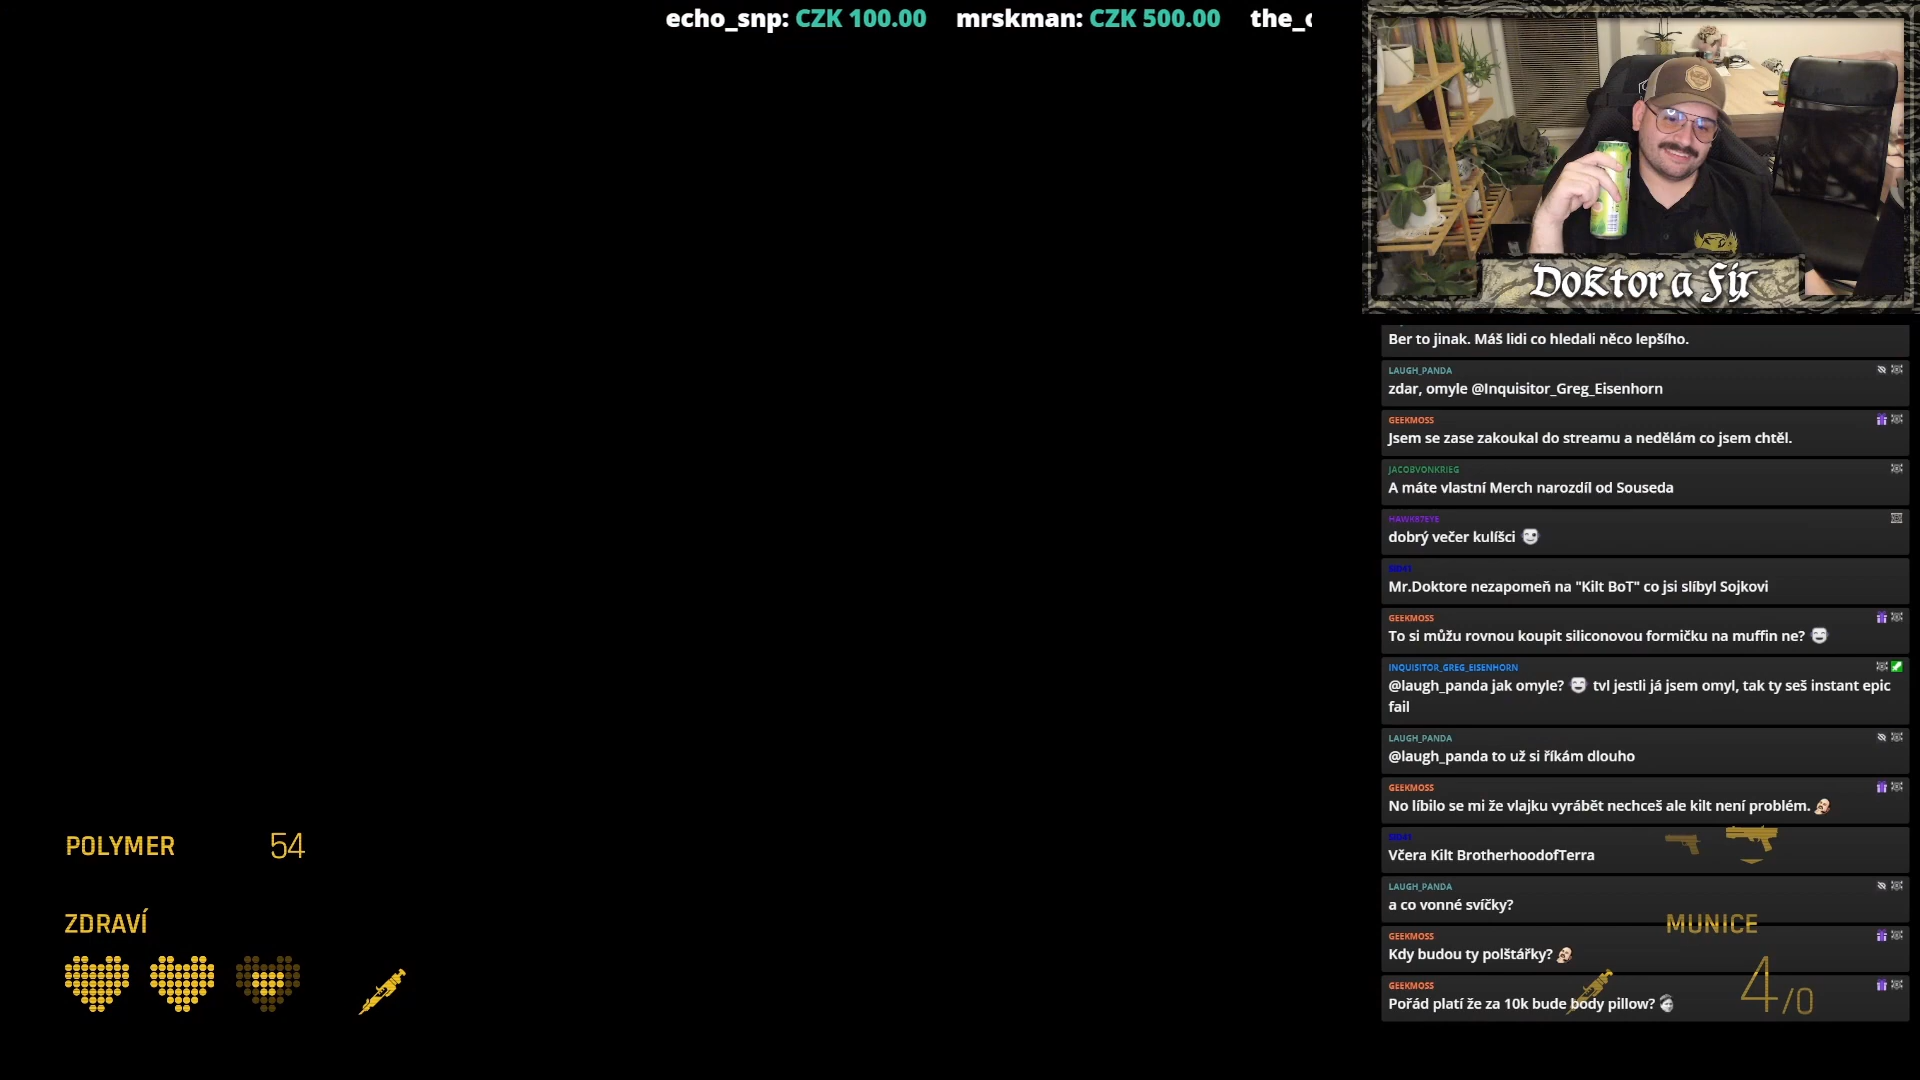 echo_snp: CZK 100.00 mrskman: CZK 500.00 the_
Doktor a Fíx
Ber to jinak. Máš lidi co hledali něco lepšího.
LAUGH_PANDA
zdar, omyle @Inquisitor_Greg_Eisenhorn
GEEKMOSS
Jsem se zase zakoukal do streamu a nedělám co jsem chtěl.
JACOBVONKRIEG
A máte vlastní Merch narozdíl od Souseda
HAWK87EYE
dobrý večer kulíšci
Mr.Doktore nezapomeň na "Kilt BoT" co jsi slíbyl Sojkovi
GEEKMOSS
To si můžu rovnou koupit siliconovou formičku na muffin ne?
INQUISITOR_GREG_EISENHORN
@laugh_panda jak omyle? tvl jestli já jsem omyl, tak ty seš instant epic
fail
LAUGH_PANDA
@laugh_panda to už si říkám dlouho
GEEKMOSS
No líbilo se mi že vlajku vyrábět nechceš ale kilt není problém.
Včera Kilt BrotherhoodofTerra
LAUGH_PANDA
a co vonné svíčky?
GEEKMOSS
Kdy budou ty polštářky?
GEEKMOSS
Pořád platí že za 10k bude body pillow?
POLYMER 54
ZDRAVÍ
MUNICE
4/0